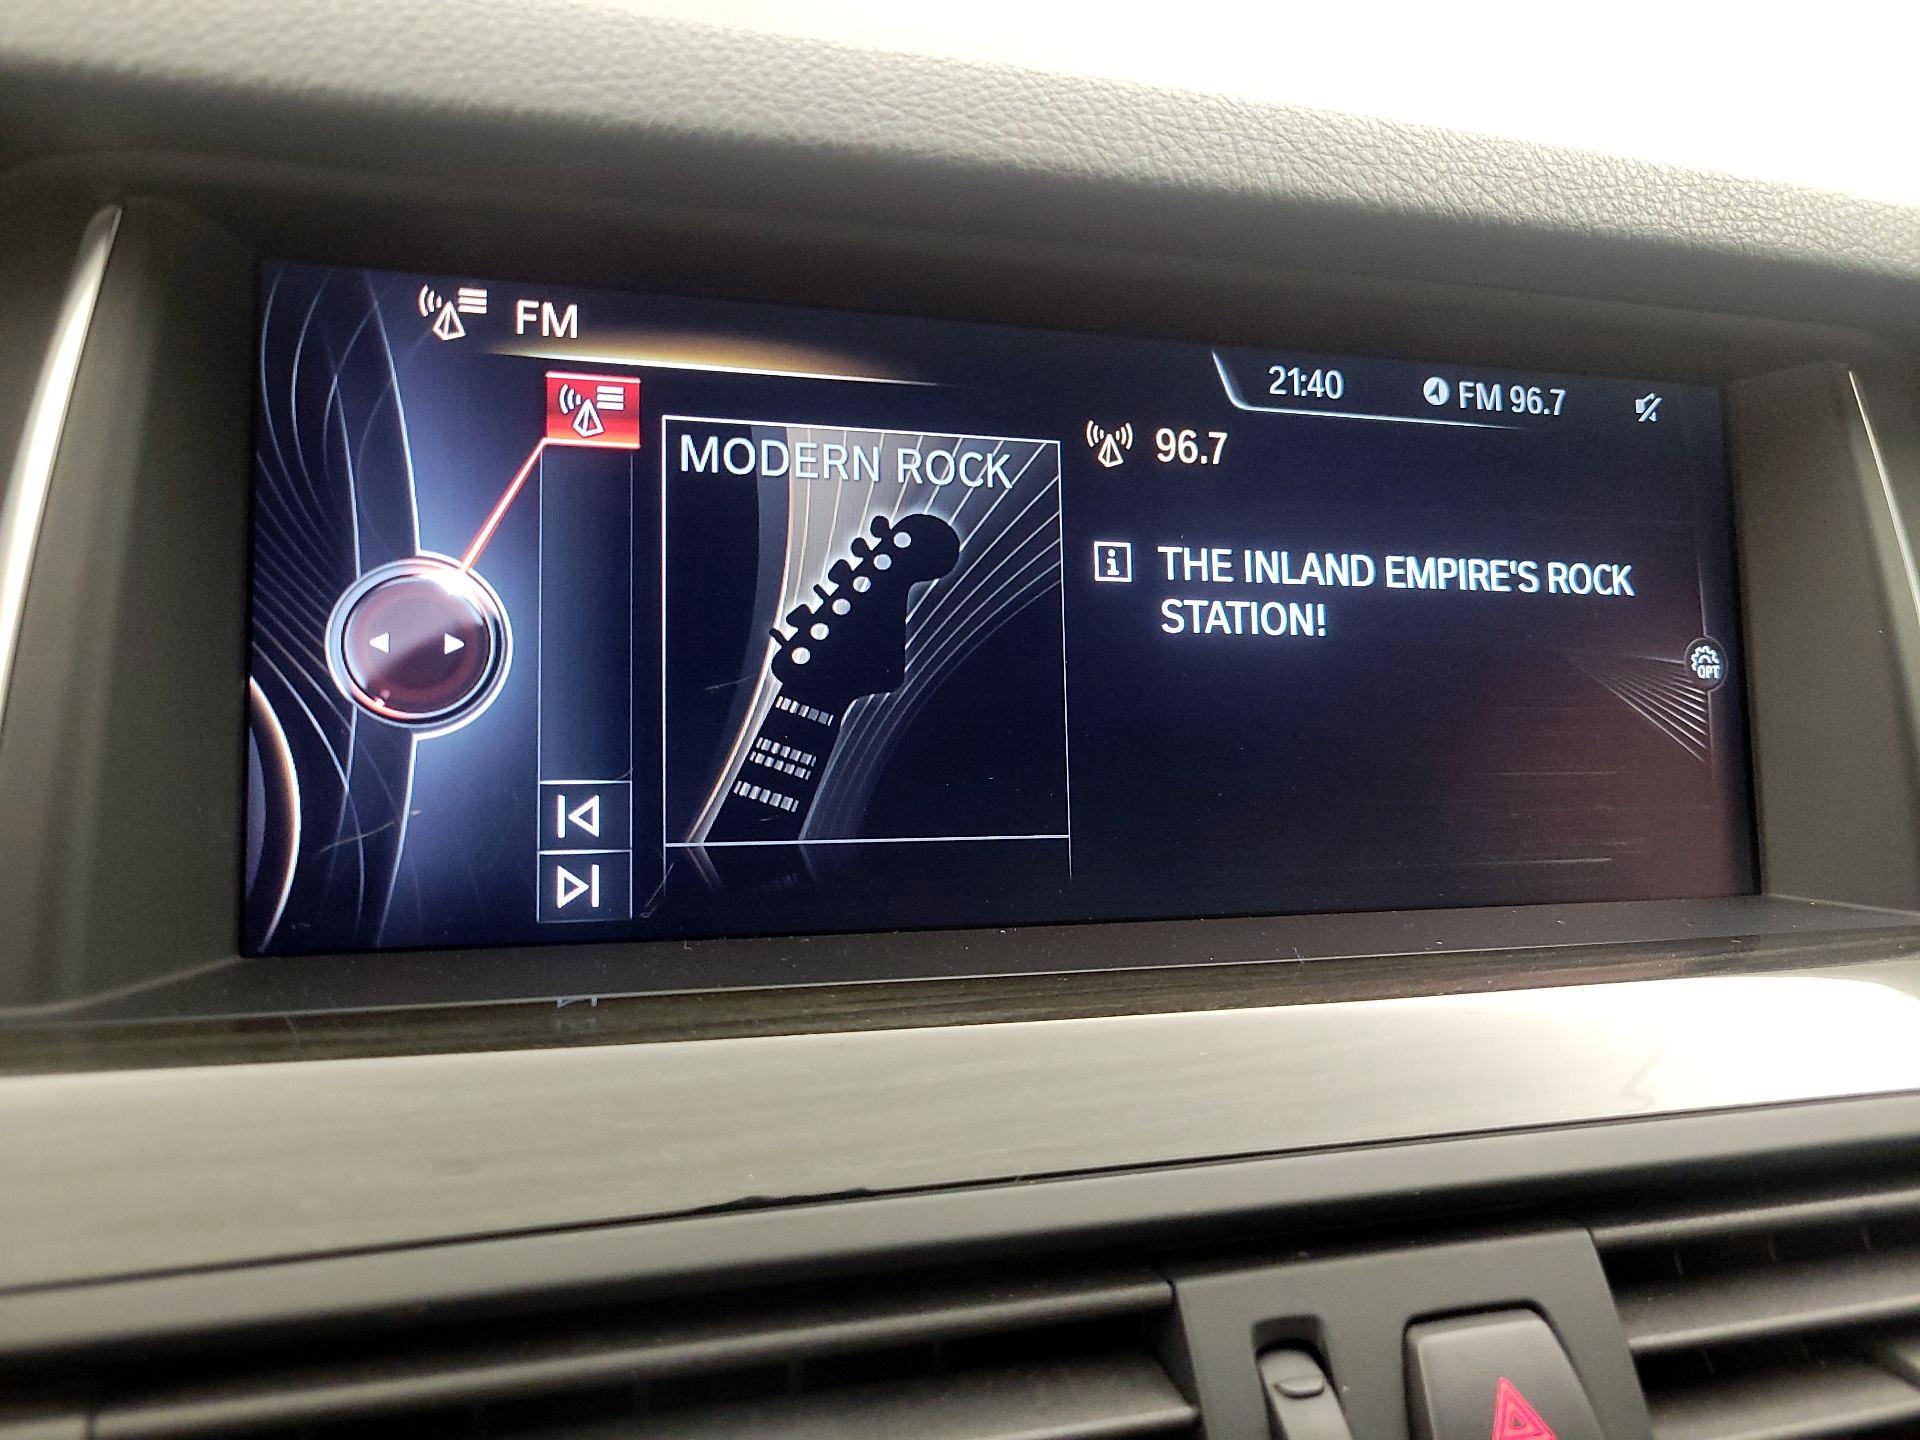 FM
21:40
FM 96.7
MODERN ROCK
96.7
THE INLAND EMPIRE'S ROCK
STATION!
OPT